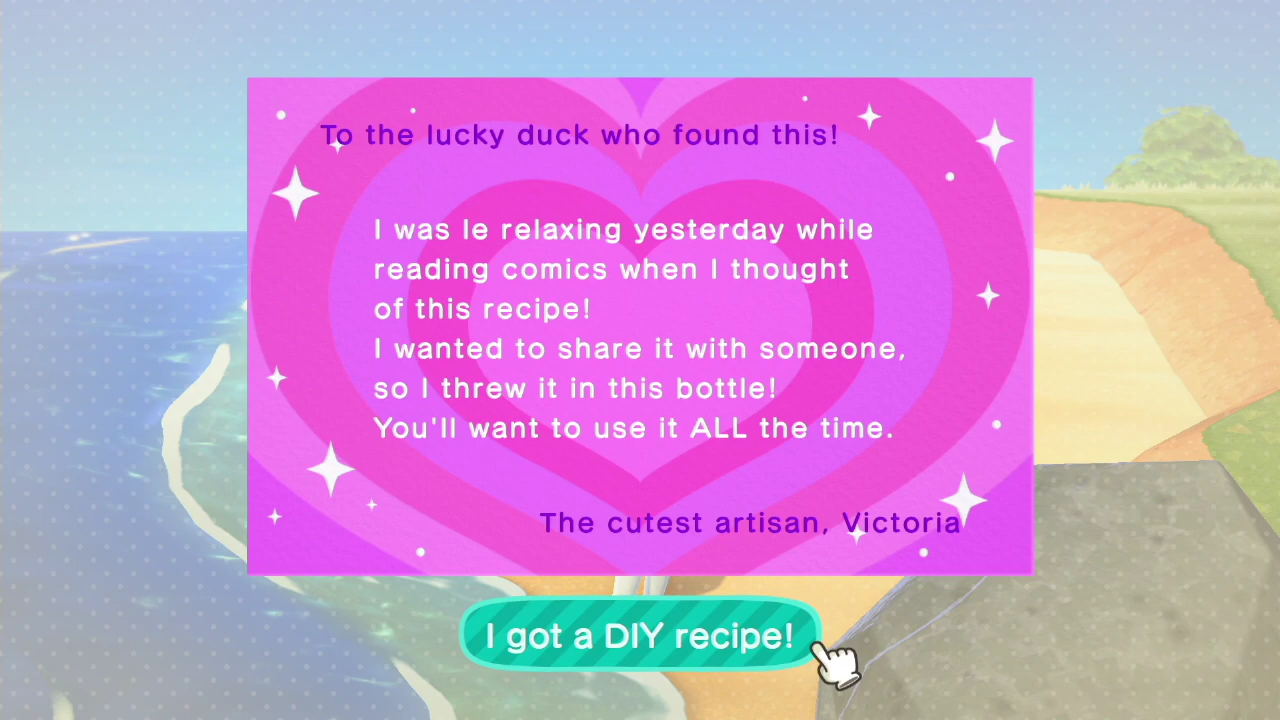 To the lucky duck who found this!
I was le relaxing yesterday while
reading comics when I thought
of this recipe!
I wanted to share it with someone,
so I threw it in this bottle!
You'll want to use it ALL the time.
The cutest artisan, Victoria
I got a DIY recipe!